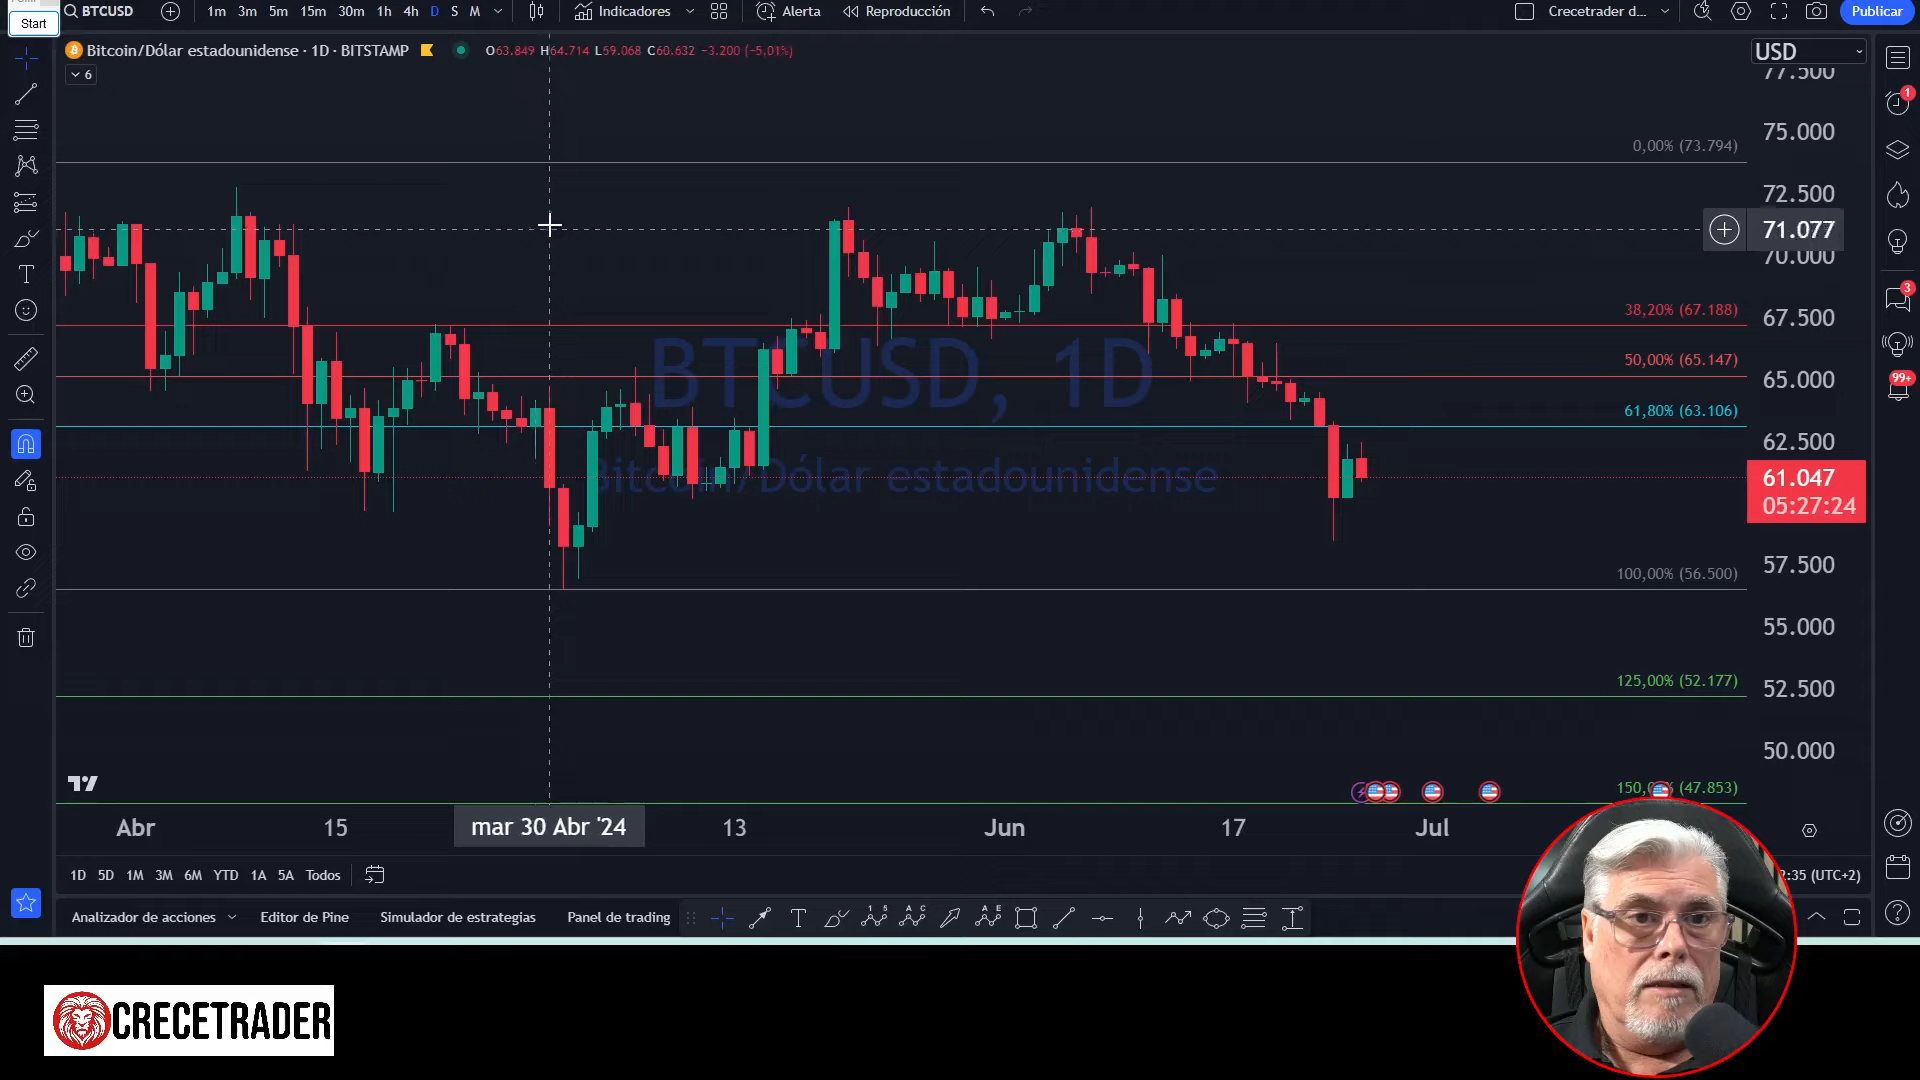 Start
BTCUSD
1m 3m 5m 15m 30m 1h 4h D S M
Indicadores
Alerta
Reproducción
Crecetrader d...
Publicar
Bitcoin/Dólar estadounidense · 1D · BITSTAMP
O63.849 H64.714 L59.068 C60.632 −3.200 (−5,01%)
6
USD
77.500
75.000
72.500
71.077
70.000
67.500
65.000
62.500
61.047
05:27:24
57.500
55.000
52.500
50.000
0,00% (73.794)
38,20% (67.188)
50,00% (65.147)
61,80% (63.106)
100,00% (56.500)
125,00% (52.177)
150, % (47.853)
BTCUSD, 1D
Bitcoin/Dólar estadounidense
1
3
99+
Abr 15 mar 30 Abr '24 13 Jun 17 Jul
1D 5D 1M 3M 6M YTD 1A 5A Todos
2:35 (UTC+2)
Analizador de acciones
Editor de Pine
Simulador de estrategias
Panel de trading
CRECETRADER